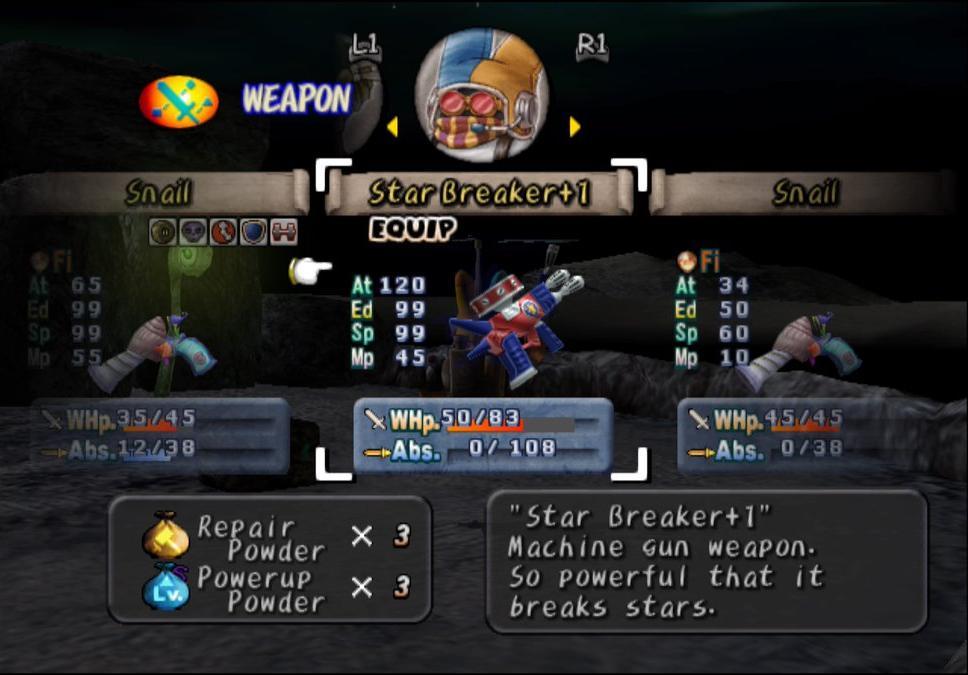 L1
R1
WEAPON
Snail
Star Breaker+1
Snail
EQUIP
Fi
At 65
Ed 99
Sp 99
Mp 55
At 120
Ed 99
Sp 99
Mp 45
Fi
At 34
Ed 50
Sp 60
Mp 10
WHp. 35/45
Abs. 12/38
WHp. 50/83
Abs. 0/108
WHp. 45/45
Abs. 0/38
Repair
Powder × 3
Powerup
Powder × 3
Lv.
"Star Breaker+1"
Machine Gun weapon.
So powerful that it
breaks stars.